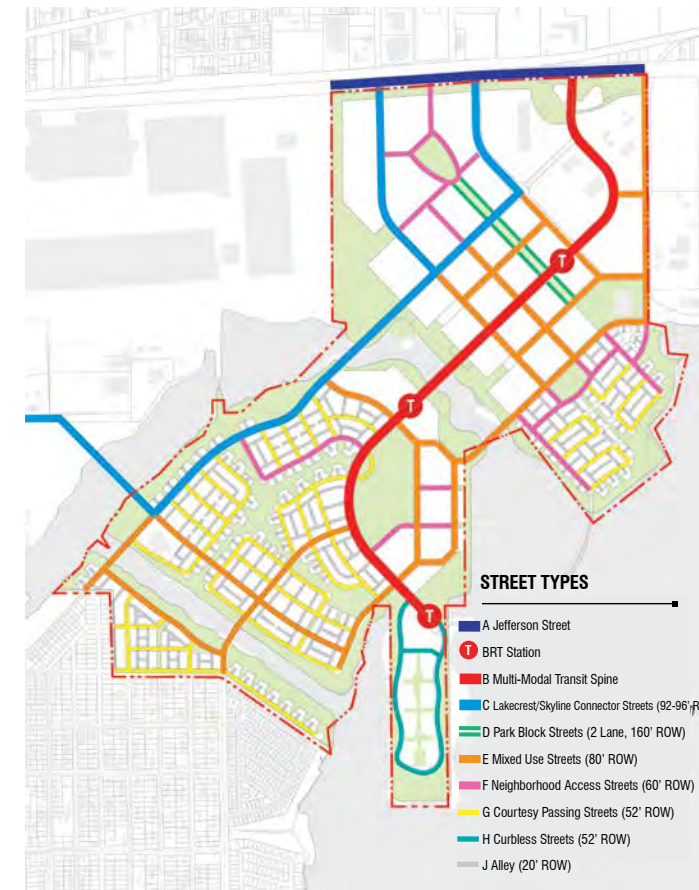 T
T
T
STREET TYPES
A Jefferson Street
T BRT Station
B Multi-Modal Transit Spine
C Lakecrest/Skyline Connector Streets (92-96' R
D Park Block Streets (2 Lane, 160' ROW)
E Mixed Use Streets (80' ROW)
F Neighborhood Access Streets (60' ROW)
G Courtesy Passing Streets (52' ROW)
H Curbless Streets (52' ROW)
J Alley (20' ROW)